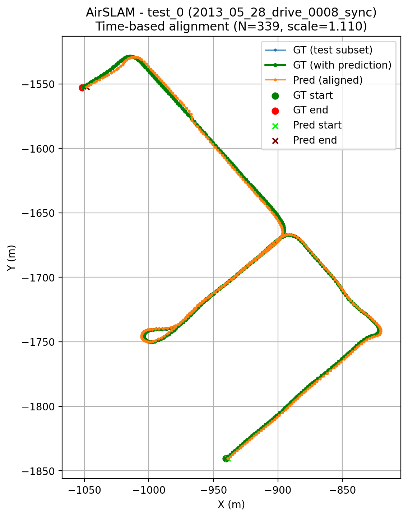 AirSLAM - test_0 (2013_05_28_drive_0008_sync)
Time-based alignment (N=339, scale=1.110)
GT (test subset)
GT (with prediction)
Pred (aligned)
GT start
GT end
Pred start
Pred end
−1550
−1600
−1650
−1700
−1750
−1800
−1850
Y (m)
−1050
−1000
−950
−900
−850
X (m)